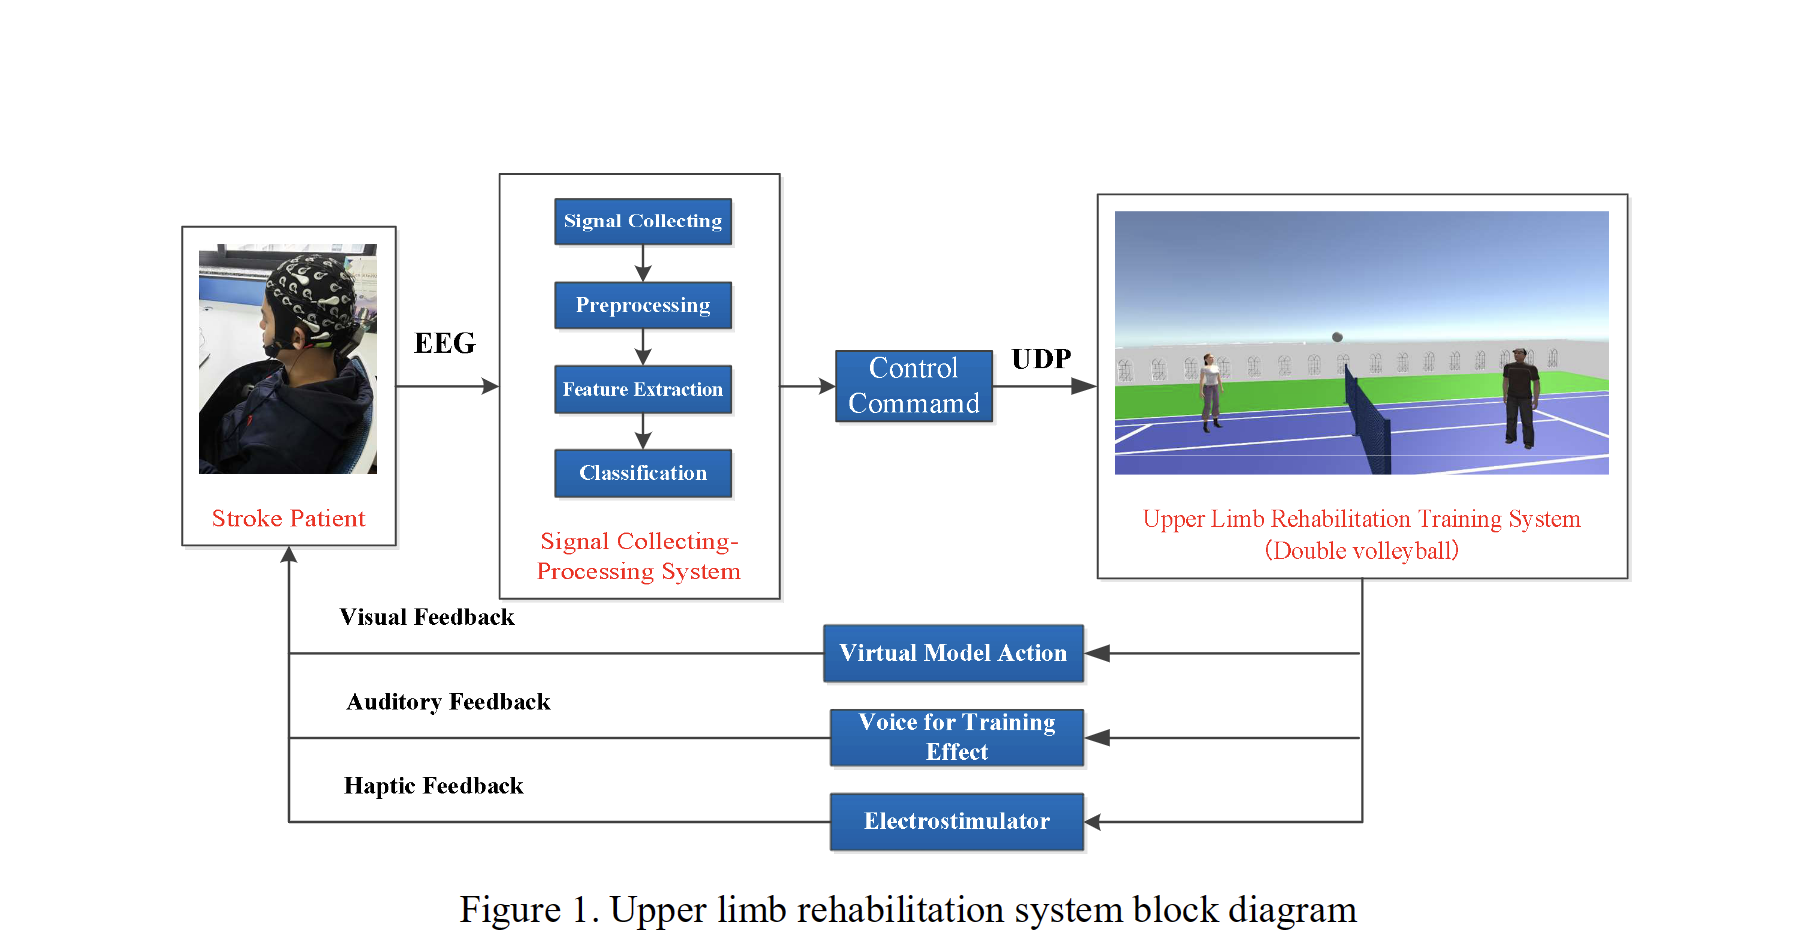 Signal Collecting
Preprocessing
Feature Extraction
Classification
Signal Collecting-
Processing System
Stroke Patient
EEG
Control
Commamd
UDP
Upper Limb Rehabilitation Training System
(Double volleyball)
Visual Feedback
Virtual Model Action
Auditory Feedback
Voice for Training
Effect
Haptic Feedback
Electrostimulator
Figure 1. Upper limb rehabilitation system block diagram